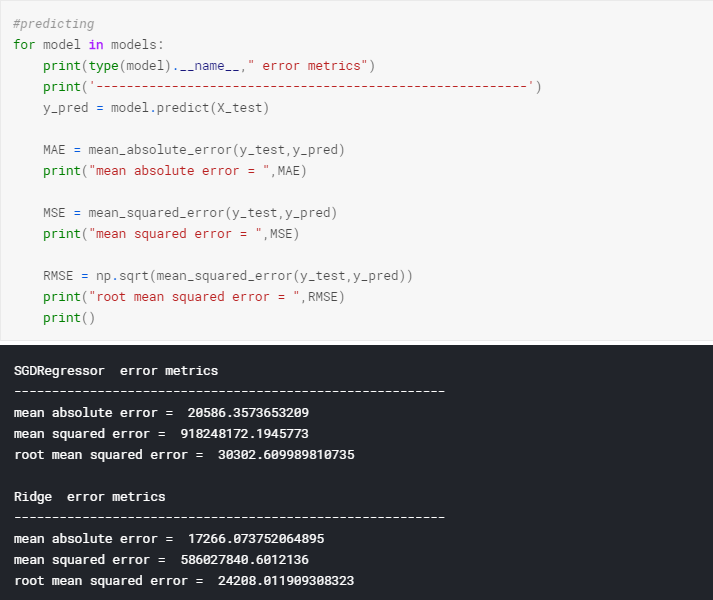 #predicting
for model in models:
    print(type(model).__name__," error metrics")
    print('---------------------------------------------------------')
    y_pred = model.predict(X_test)
    MAE = mean_absolute_error(y_test,y_pred)
    print("mean absolute error = ",MAE)
    MSE = mean_squared_error(y_test,y_pred)
    print("mean squared error = ",MSE)
    RMSE = np.sqrt(mean_squared_error(y_test,y_pred))
    print("root mean squared error = ",RMSE)
    print()
SGDRegressor  error metrics
---------------------------------------------------------
mean absolute error =  20586.3573653209
mean squared error =  918248172.1945773
root mean squared error =  30302.609989810735
Ridge  error metrics
---------------------------------------------------------
mean absolute error =  17266.073752064895
mean squared error =  586027840.6012136
root mean squared error =  24208.011909308323